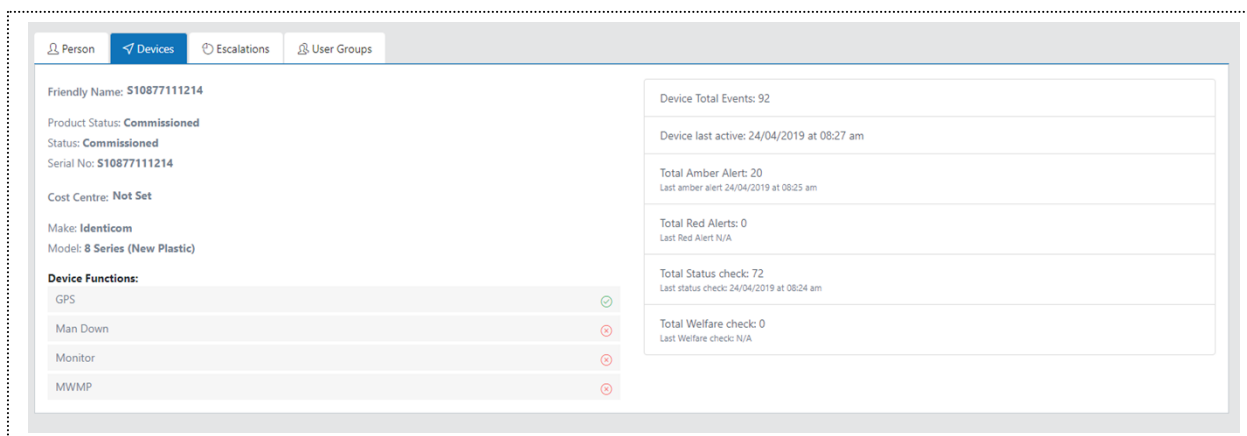 Person
Devices
Escalations
User Groups
Friendly Name: S10877111214
Product Status: Commissioned
Status: Commissioned
Serial No: S10877111214
Cost Centre: Not Set
Make: Identicom
Model: 8 Series (New Plastic)
Device Functions:
GPS
Man Down
Monitor
MWMP
Device Total Events: 92
Device last active: 24/04/2019 at 08:27 am
Total Amber Alert: 20
Last amber alert 24/04/2019 at 08:25 am
Total Red Alerts: 0
Last Red Alert N/A
Total Status check: 72
Last status check: 24/04/2019 at 08:24 am
Total Welfare check: 0
Last Welfare check: N/A